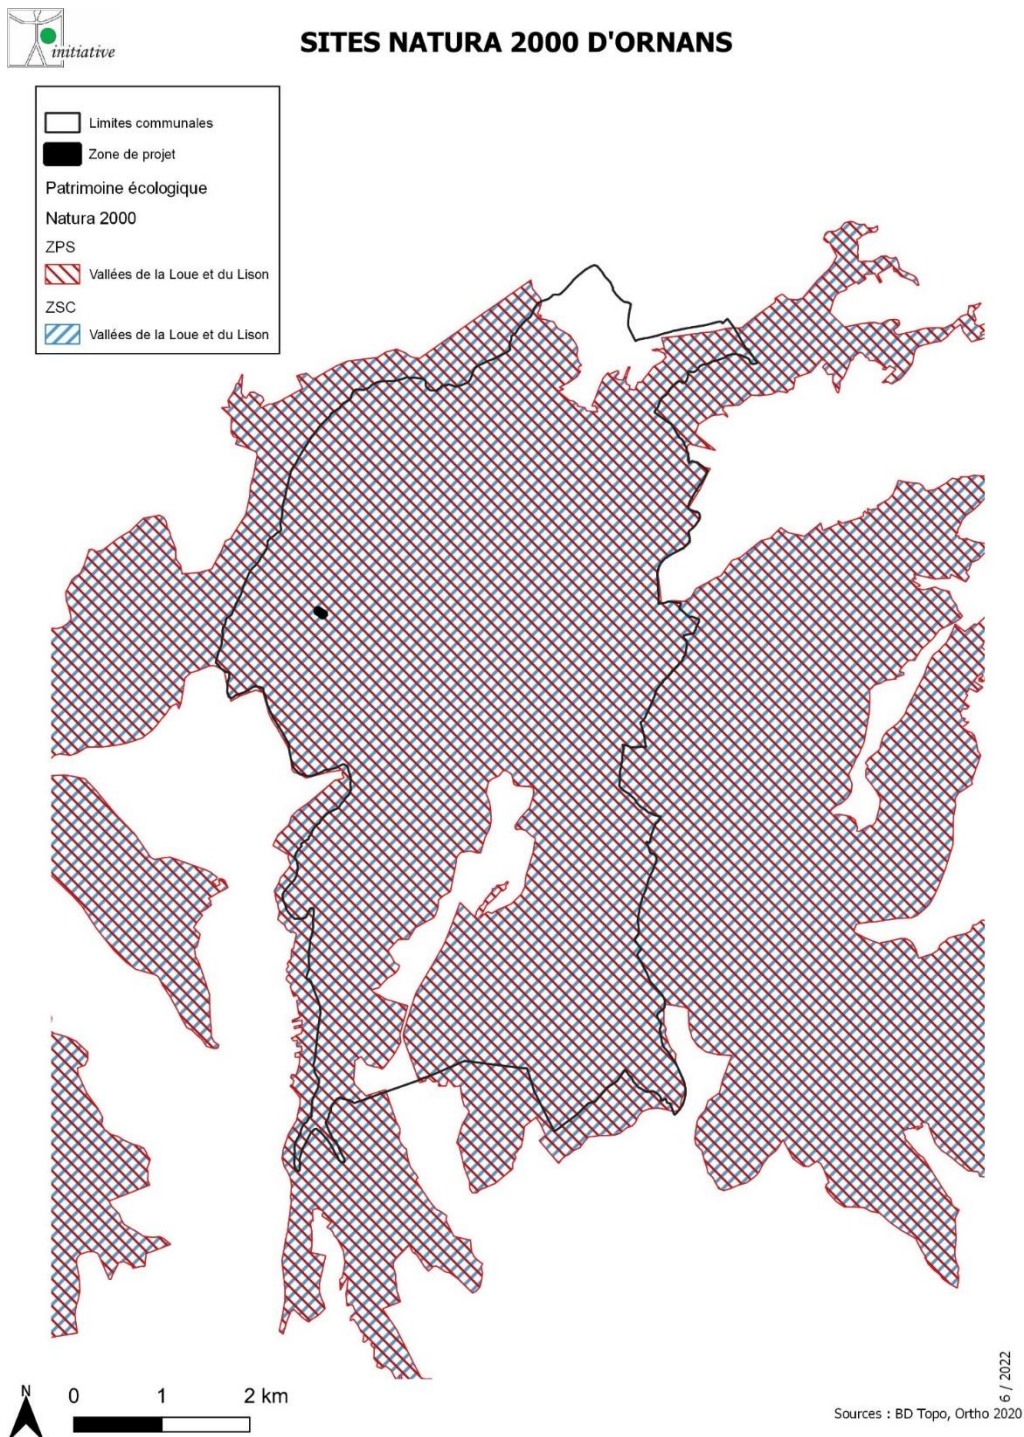 initiative
SITES NATURA 2000 D'ORNANS
Limites communales
Zone de projet
Patrimoine écologique
Natura 2000
ZPS
Vallées de la Loue et du Lison
ZSC
Vallées de la Loue et du Lison
N
0 1 2 km
6 / 2022
Sources : BD Topo, Ortho 2020